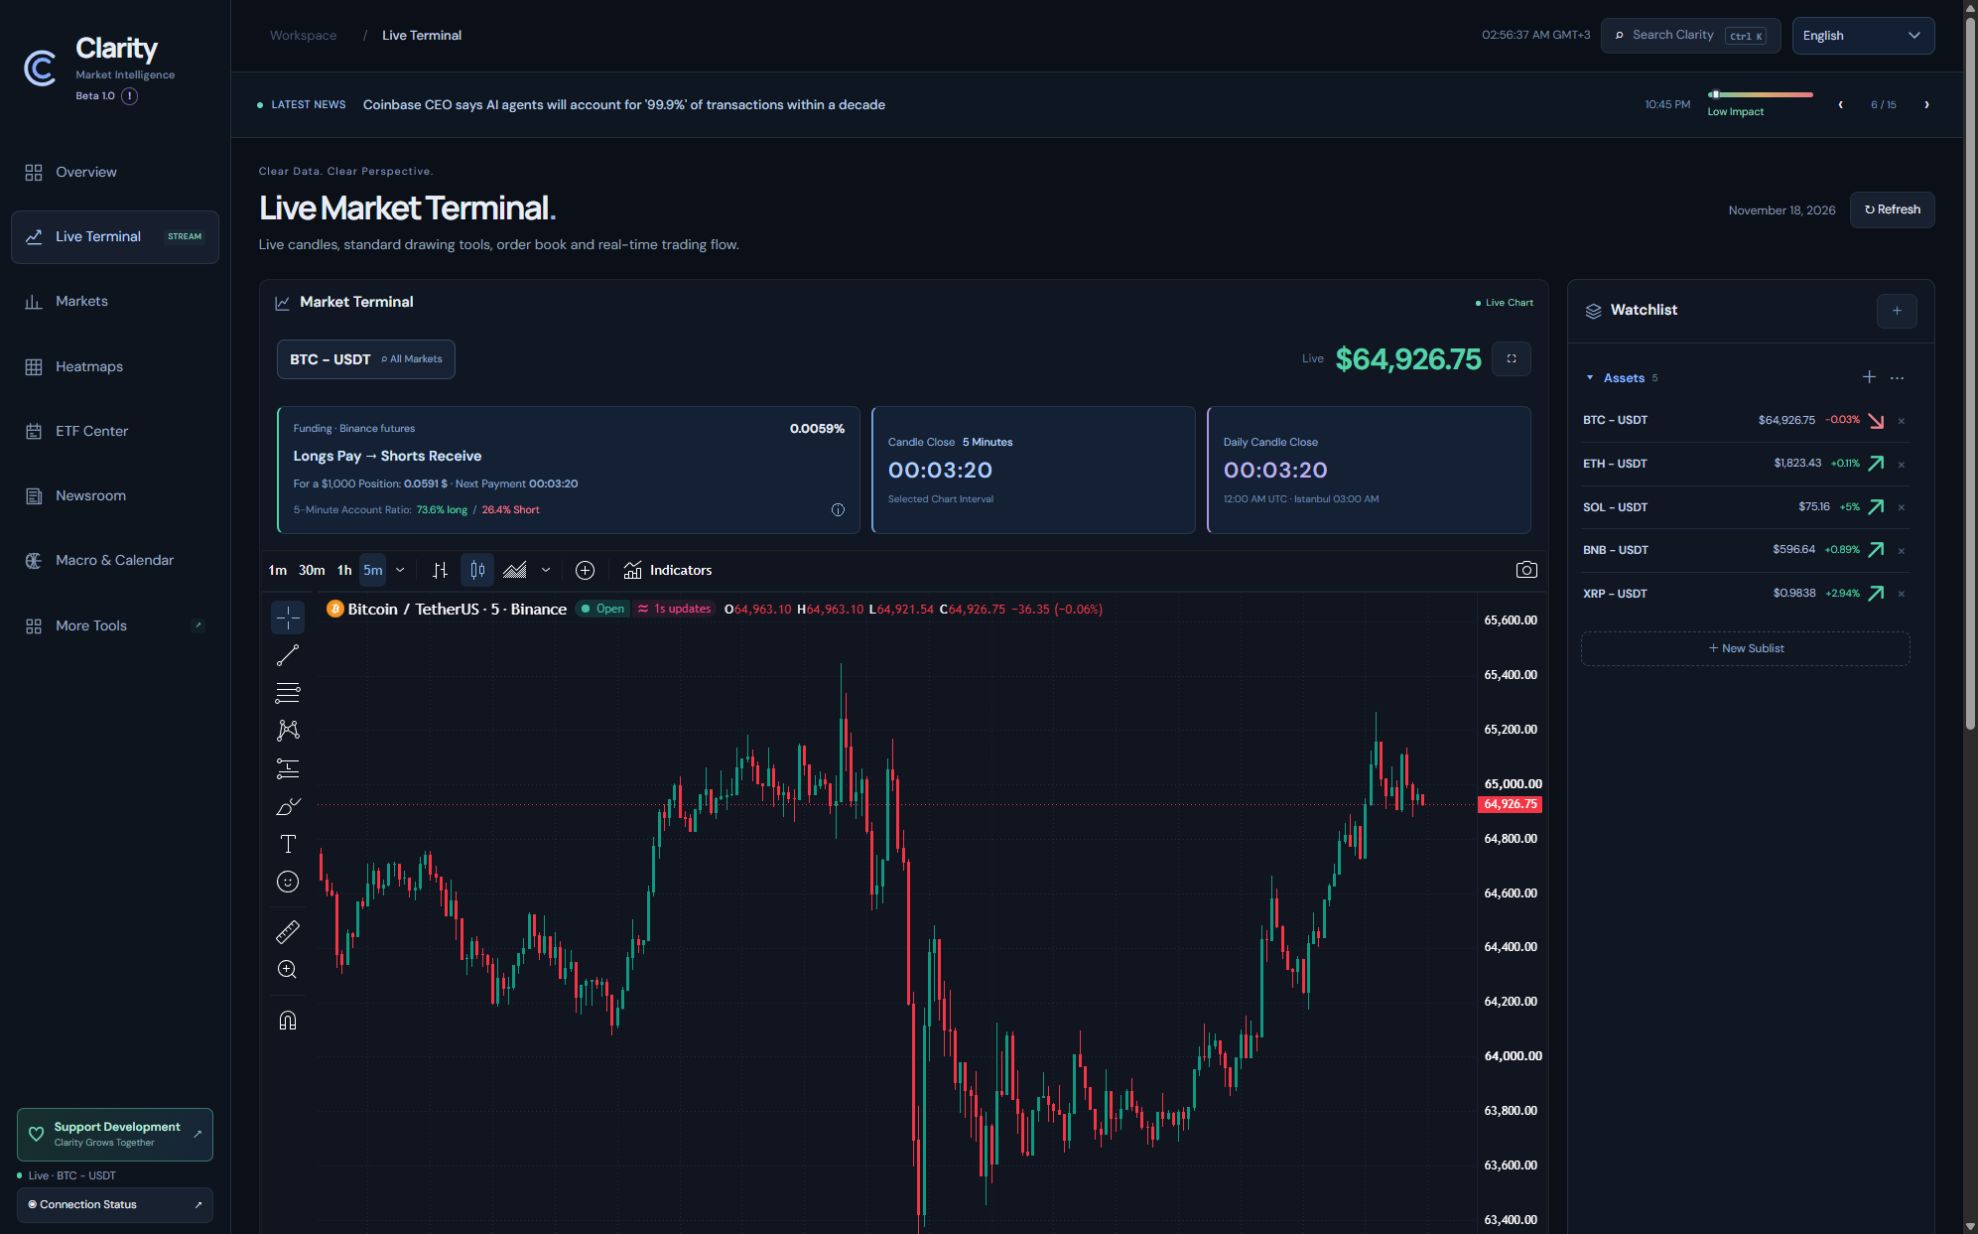 Clarity
Market Intelligence
Beta 1.0 !
Overview
Live Terminal STREAM
Markets
Heatmaps
ETF Center
Newsroom
Macro & Calendar
More Tools ↗
Support Development ↗
Clarity Grows Together
Live · BTC - USDT
Connection Status ↗
Workspace / Live Terminal
02:56:37 AM GMT+3
Search Clarity Ctrl K
English
LATEST NEWS Coinbase CEO says AI agents will account for '99.9%' of transactions within a decade
10:45 PM
Low Impact
‹ 6 / 15 ›
Clear Data. Clear Perspective.
Live Market Terminal.
Live candles, standard drawing tools, order book and real-time trading flow.
November 18, 2026
↻ Refresh
Market Terminal
Live Chart
BTC - USDT All Markets
Live $64,926.75
Funding · Binance futures 0.0059%
Longs Pay → Shorts Receive
For a $1,000 Position: 0.0591 $ · Next Payment 00:03:20
5-Minute Account Ratio: 73.6% long / 26.4% Short
Candle Close 5 Minutes
00:03:20
Selected Chart Interval
Daily Candle Close
00:03:20
12:00 AM UTC · Istanbul 03:00 AM
1m 30m 1h 5m
Indicators
Bitcoin / TetherUS · 5 · Binance Open 1s updates O64,963.10 H64,963.10 L64,921.54 C64,926.75 −36.35 (−0.06%)
65,600.00
65,400.00
65,200.00
65,000.00
64,926.75
64,800.00
64,600.00
64,400.00
64,200.00
64,000.00
63,800.00
63,600.00
63,400.00
Watchlist +
Assets 5 + ...
BTC - USDT $64,926.75 -0.03% ×
ETH - USDT $1,823.43 +0.11% ×
SOL - USDT $75.16 +5% ×
BNB - USDT $596.64 +0.89% ×
XRP - USDT $0.9838 +2.94% ×
+ New Sublist